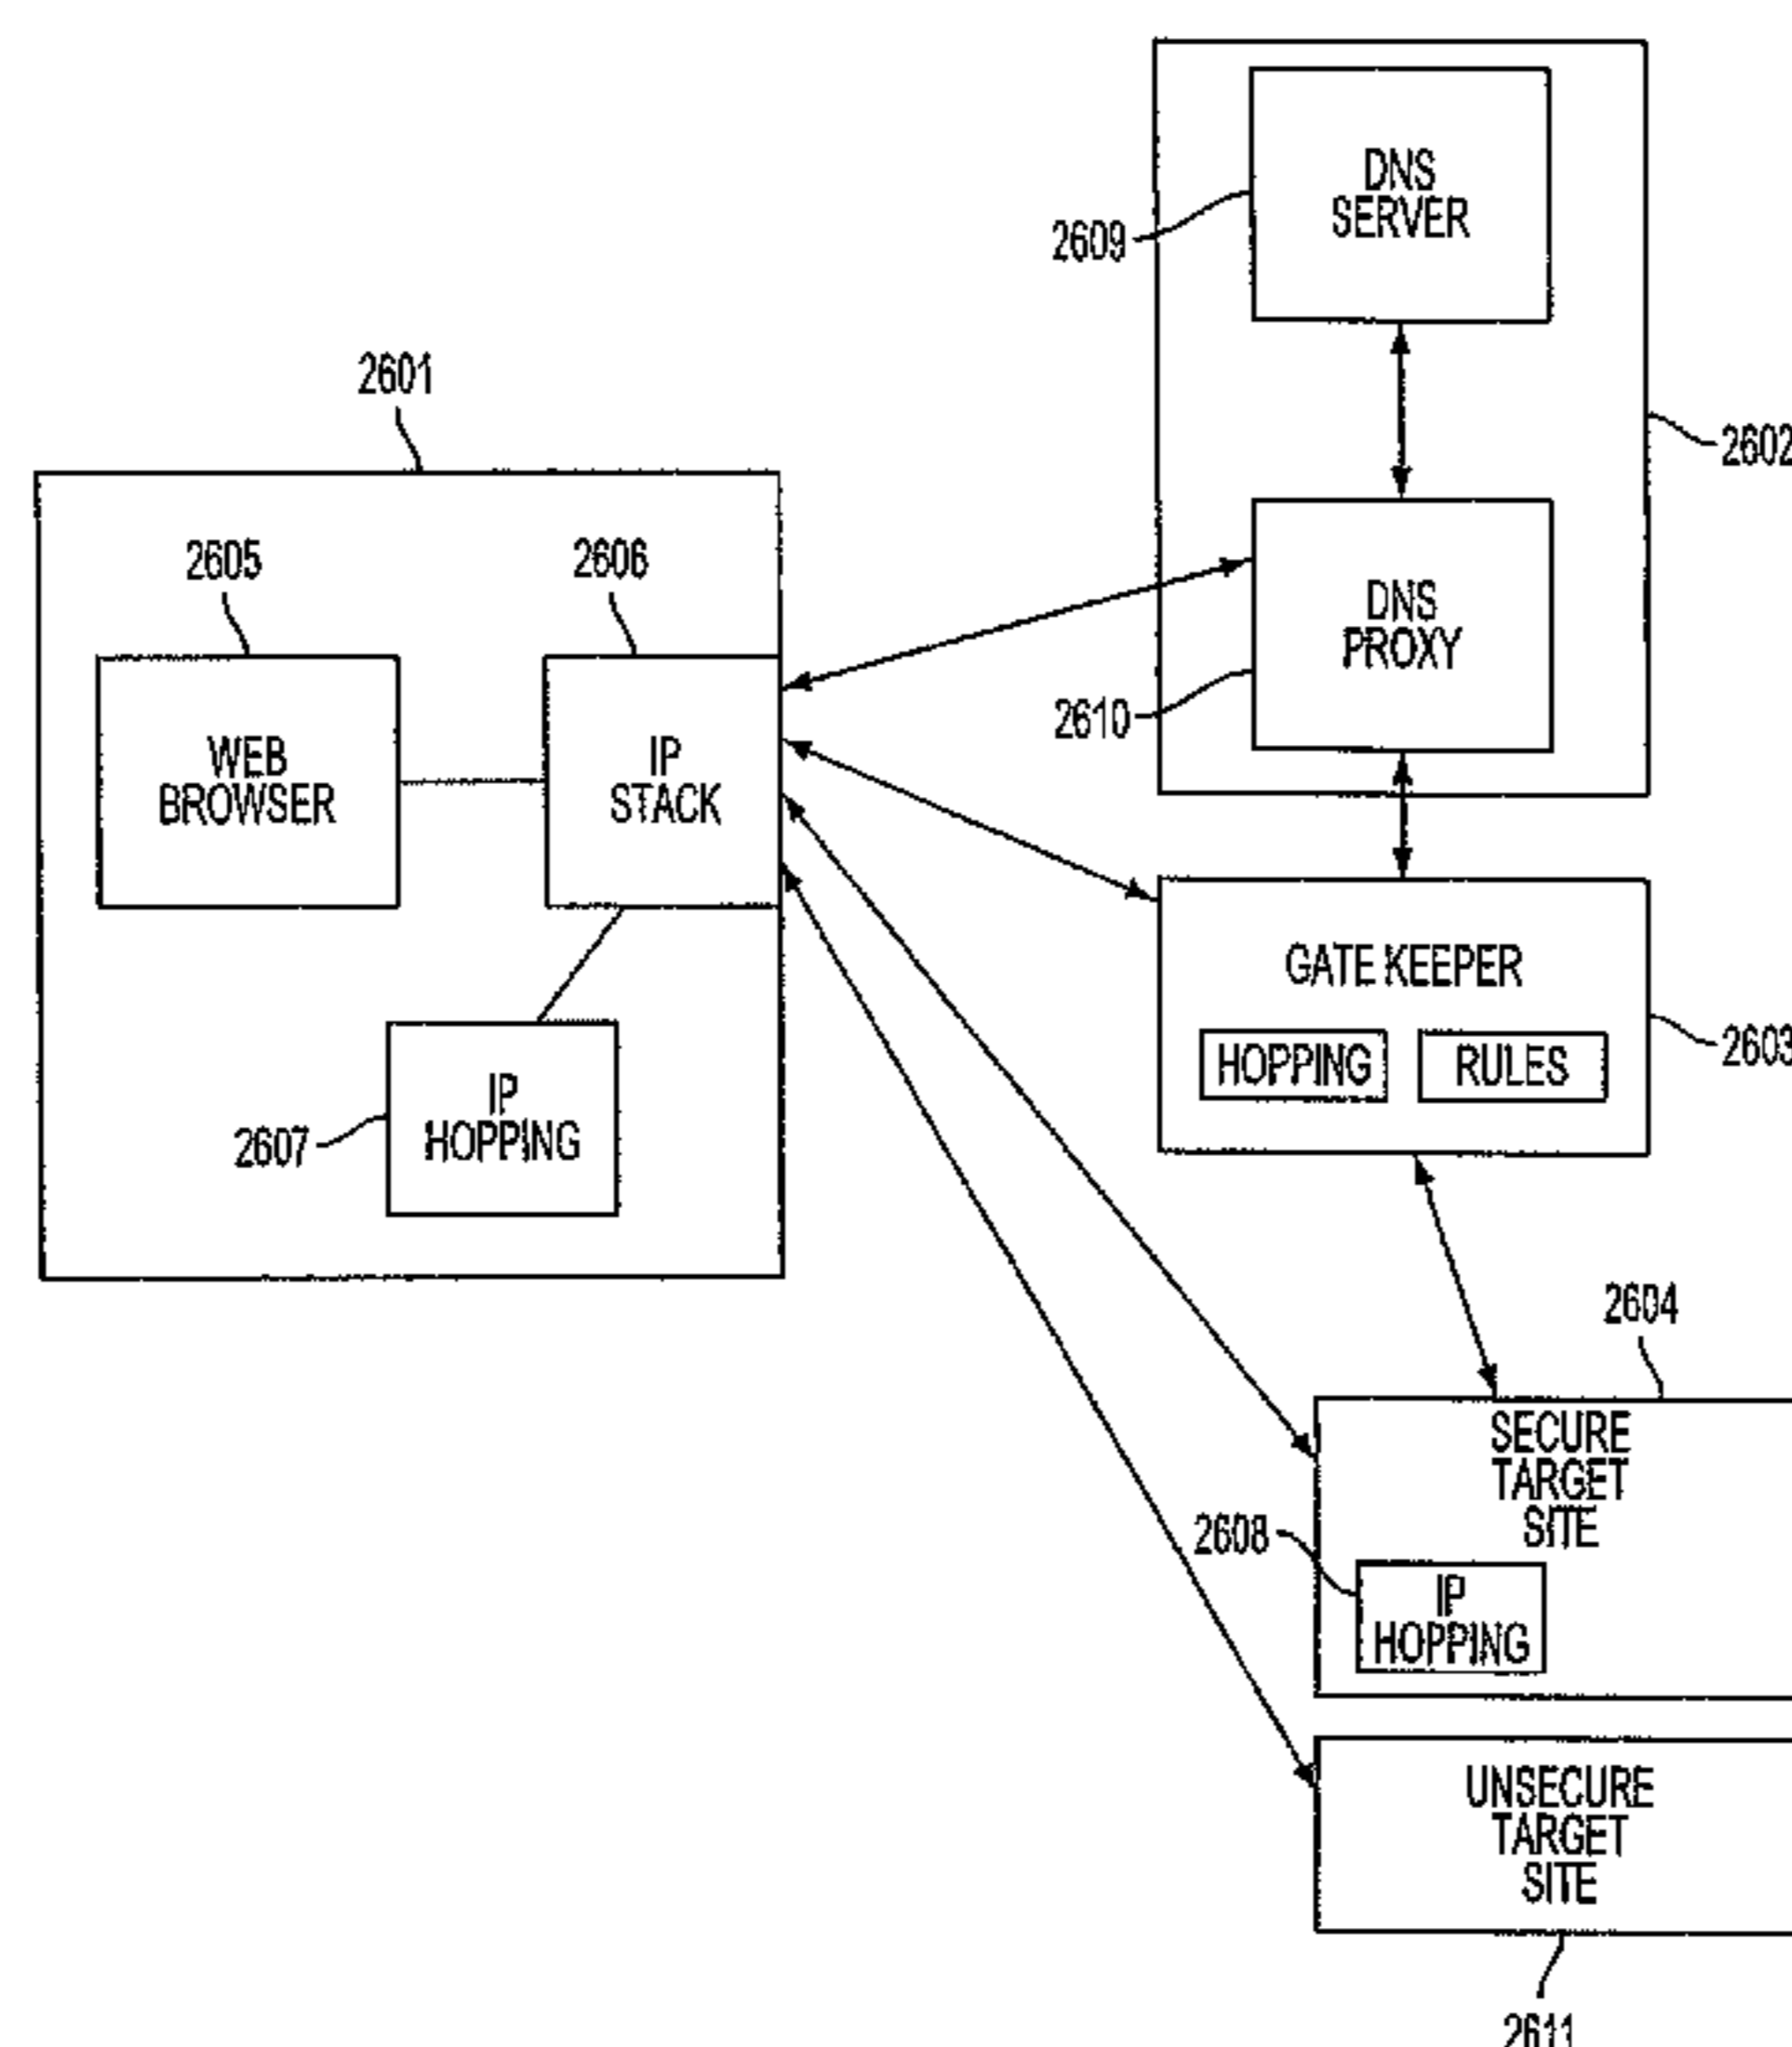 DNS
SERVER
2609
2601
2602
2605
2606
DNS
PROXY
2610
WEB
BROWSER
IP
STACK
GATE KEEPER
HOPPING
RULES
2603
IP
HOPPING
2607
2604
SECURE
TARGET
SITE
2608
IP
HOPPING
UNSECURE
TARGET
SITE
2611